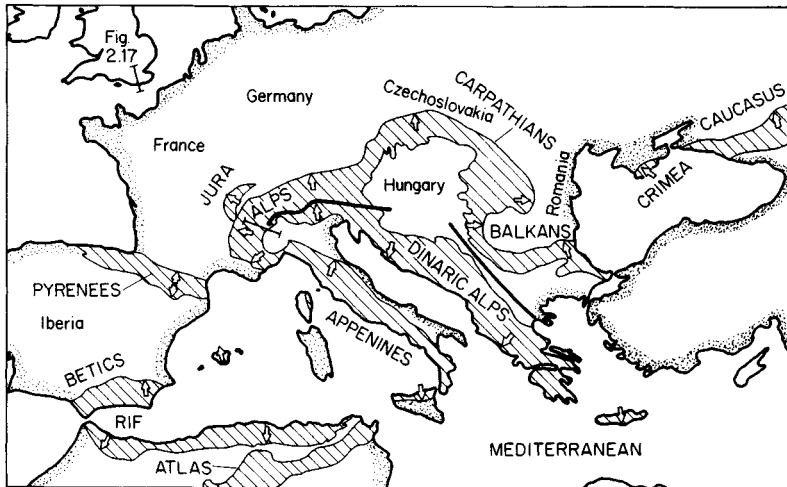 Fig.
2.17
Germany
Czechoslovakia
CARPATHIANS
CAUCASUS
France
JURA
ALPS
Hungary
Romania
CRIMEA
BALKANS
DINARIC ALPS
PYRENEES
Iberia
APPENINES
BETICS
RIF
ATLAS
MEDITERRANEAN